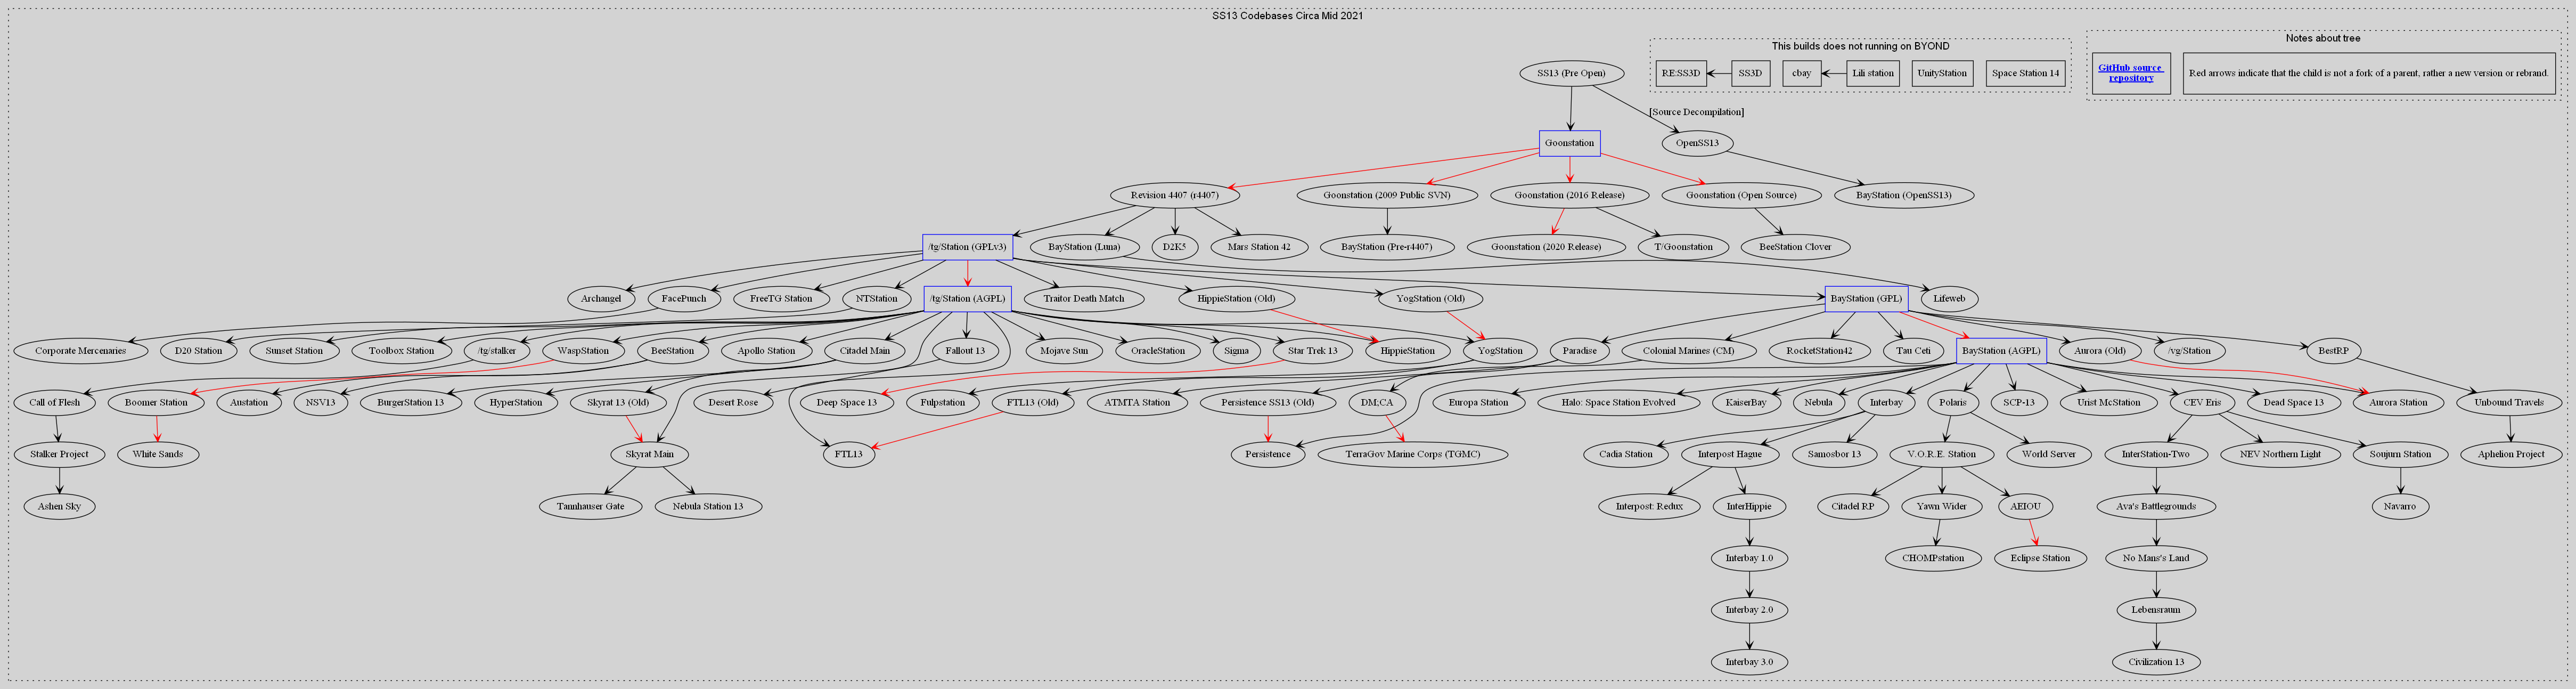 SS13 Codebases Circa Mid 2021
This builds does not running on BYOND
Notes about tree
SS13 (Pre Open)
RE:SS3D
SS3D
cbay
Lili station
UnityStation
Space Station 14
GitHub source
repository
Red arrows indicate that the child is not a fork of a parent, rather a new version or rebrand.
[Source Decompilation]
Goonstation
OpenSS13
Revision 4407 (r4407)
Goonstation (2009 Public SVN)
Goonstation (2016 Release)
Goonstation (Open Source)
BayStation (OpenSS13)
/tg/Station (GPLv3)
BayStation (Luna)
D2K5
Mars Station 42
BayStation (Pre-r4407)
Goonstation (2020 Release)
T/Goonstation
BeeStation Clover
Archangel
FacePunch
FreeTG Station
NTStation
/tg/Station (AGPL)
Traitor Death Match
HippieStation (Old)
YogStation (Old)
BayStation (GPL)
Lifeweb
Corporate Mercenaries
D20 Station
Sunset Station
Toolbox Station
/tg/stalker
WaspStation
BeeStation
Apollo Station
Citadel Main
Fallout 13
Mojave Sun
OracleStation
Sigma
Star Trek 13
HippieStation
YogStation
Paradise
Colonial Marines (CM)
RocketStation42
Tau Ceti
BayStation (AGPL)
Aurora (Old)
/vg/Station
BestRP
Call of Flesh
Boomer Station
Austation
NSV13
BurgerStation 13
HyperStation
Skyrat 13 (Old)
Desert Rose
Deep Space 13
Fulpstation
FTL13 (Old)
ATMTA Station
Persistence SS13 (Old)
DM;CA
Europa Station
Halo: Space Station Evolved
KaiserBay
Nebula
Interbay
Polaris
SCP-13
Urist McStation
CEV Eris
Dead Space 13
Aurora Station
Unbound Travels
Stalker Project
White Sands
Skyrat Main
FTL13
Persistence
TerraGov Marine Corps (TGMC)
Cadia Station
Interpost Hague
Samosbor 13
V.O.R.E. Station
World Server
InterStation-Two
NEV Northern Light
Soujurn Station
Aphelion Project
Ashen Sky
Tannhauser Gate
Nebula Station 13
Interpost: Redux
InterHippie
Citadel RP
Yawn Wider
AEIOU
Ava's Battlegrounds
Navarro
Interbay 1.0
CHOMPstation
Eclipse Station
No Mans's Land
Interbay 2.0
Lebensraum
Interbay 3.0
Civilization 13